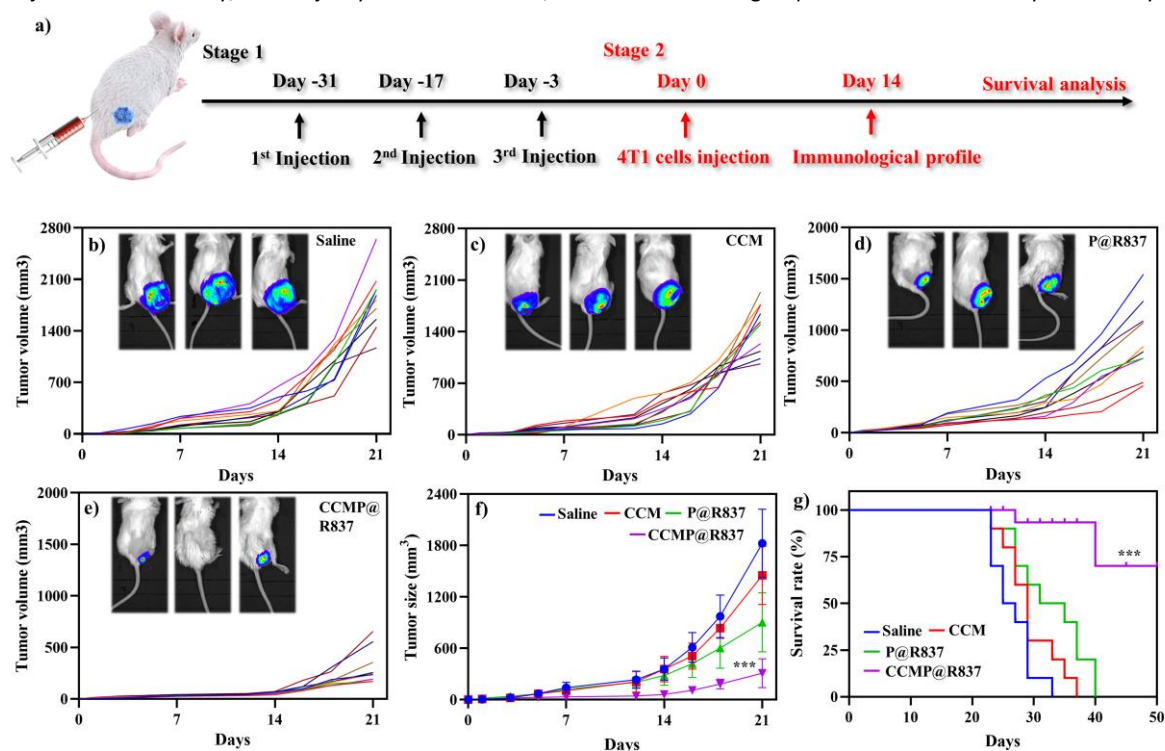 a)
Stage 1
Stage 2
Day -31 Day -17 Day -3 Day 0 Day 14 Survival analysis
1st Injection 2nd Injection 3rd Injection 4T1 cells injection Immunological profile
b) Saline
Tumor volume (mm3)
2800
2100
1400
700
0
0 7 14 21
Days
c) CCM
Tumor volume (mm3)
2800
2100
1400
700
0
0 7 14 21
Days
d) P@R837
Tumor volume (mm3)
2000
1500
1000
500
0
0 7 14 21
Days
e) CCMP@
R837
Tumor volume (mm3)
2000
1500
1000
500
0
0 7 14 21
Days
f) Saline CCM P@R837
CCMP@R837
Tumor size (mm3)
2400
1800
1200
600
0
***
0 7 14 21
Days
g)
Survival rate (%)
100
75
50
25
0
***
Saline CCM
P@R837
CCMP@R837
0 10 20 30 40 50
Days